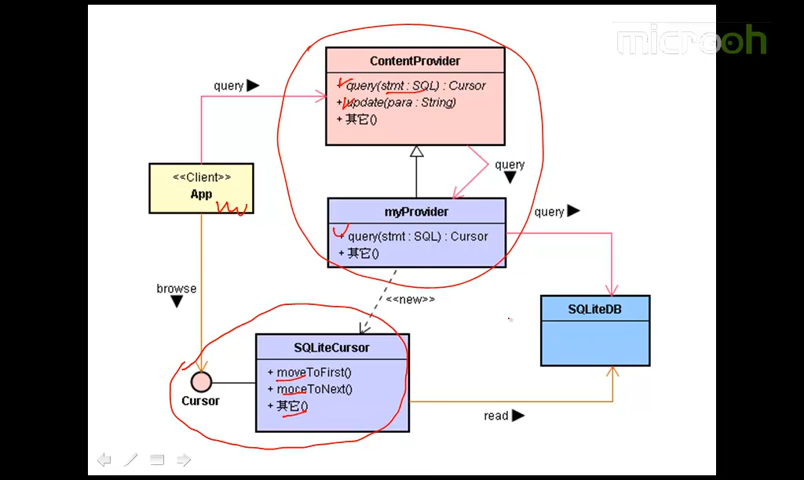 microoh
ContentProvider
+ query(stmt : SQL) : Cursor
+ update(para : String)
+ 其它()
query
<<Client>>
App
query
myProvider
+ query(stmt : SQL) : Cursor
+ 其它()
query
browse
<<new>>
SQLiteDB
SQLiteCursor
+ moveToFirst()
+ moceToNext()
+ 其它()
Cursor
read